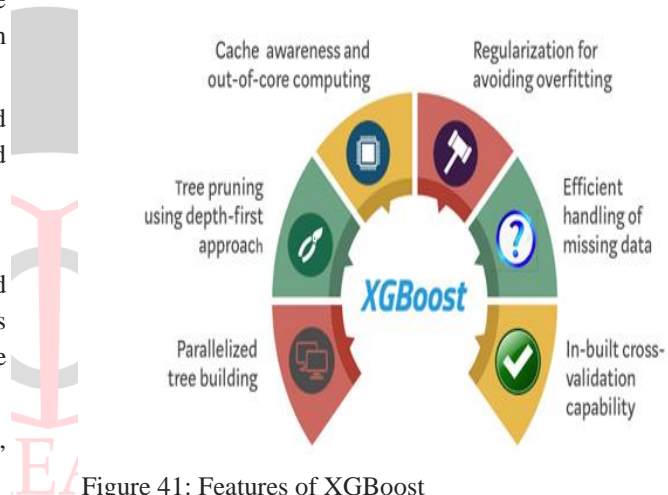 Cache awareness and
out-of-core computing
Regularization for
avoiding overfitting
Tree pruning
using depth-first
approach
Efficient
handling of
missing data
XGBoost
Parallelized
tree building
In-built cross-
validation
capability
Figure 41: Features of XGBoost